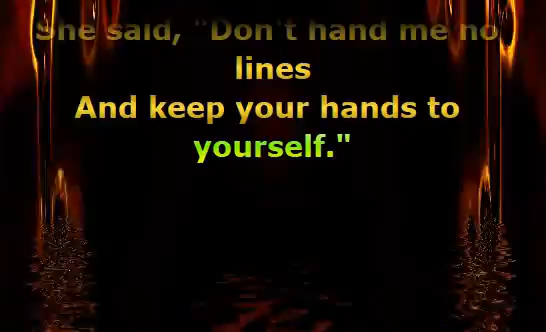 She said, "Don't hand me no
lines
And keep your hands to
yourself."